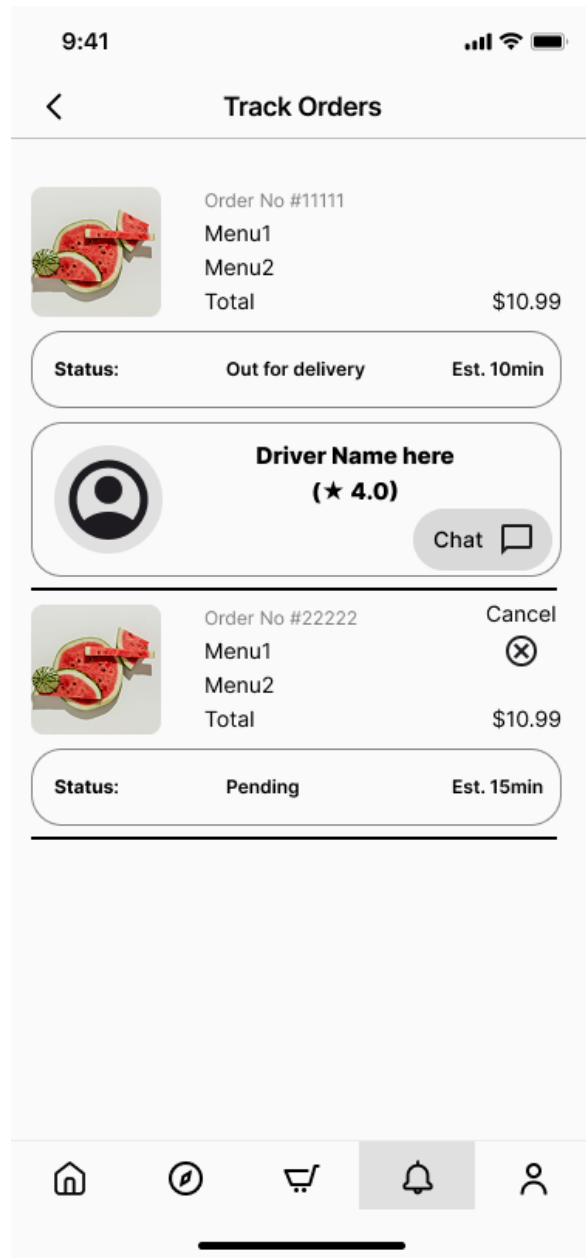 9:41
Track Orders
Order No #11111
Menu1
Menu2
Total $10.99
Status: Out for delivery Est. 10min
Driver Name here
(★ 4.0)
Chat
Order No #22222 Cancel
Menu1
Menu2
Total $10.99
Status: Pending Est. 15min